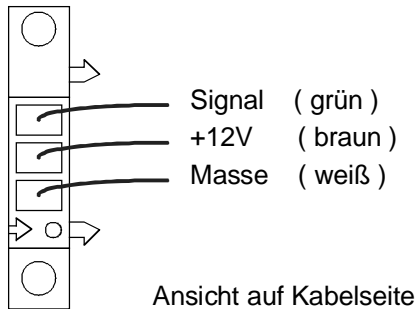 Signal ( grün )
+12V ( braun )
Masse ( weiß )
Ansicht auf Kabelseite